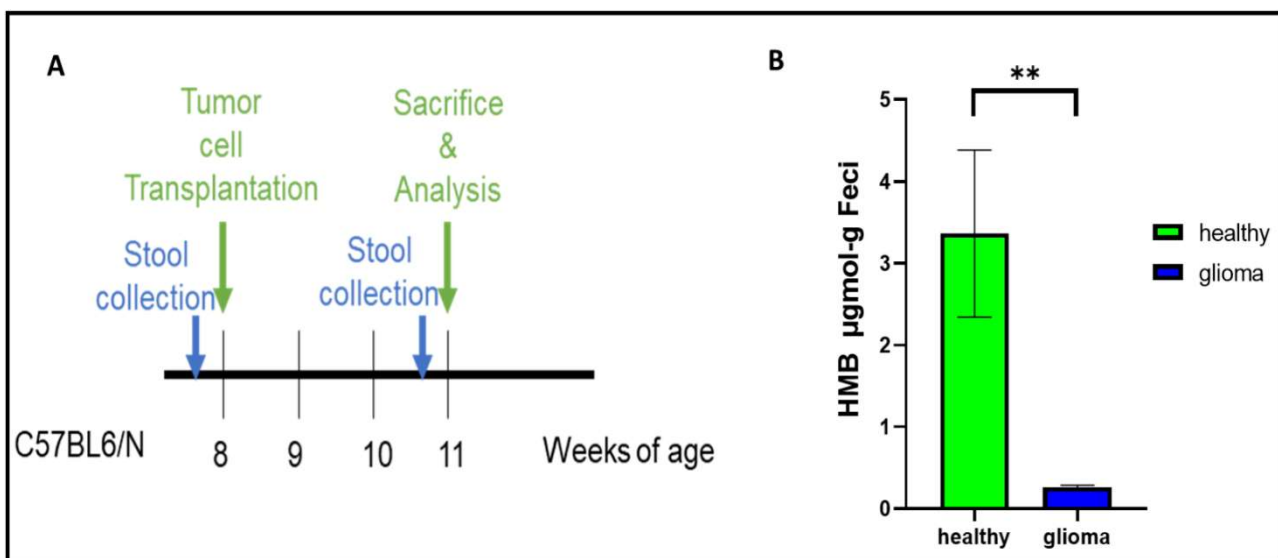 A
Tumor
cell
Transplantation
Sacrifice
&
Analysis
Stool
collection
Stool
collection
C57BL6/N
8
9
10
11
Weeks of age
B
**
HMB µgmol-g Feci
5
4
3
2
1
0
healthy
glioma
healthy
glioma